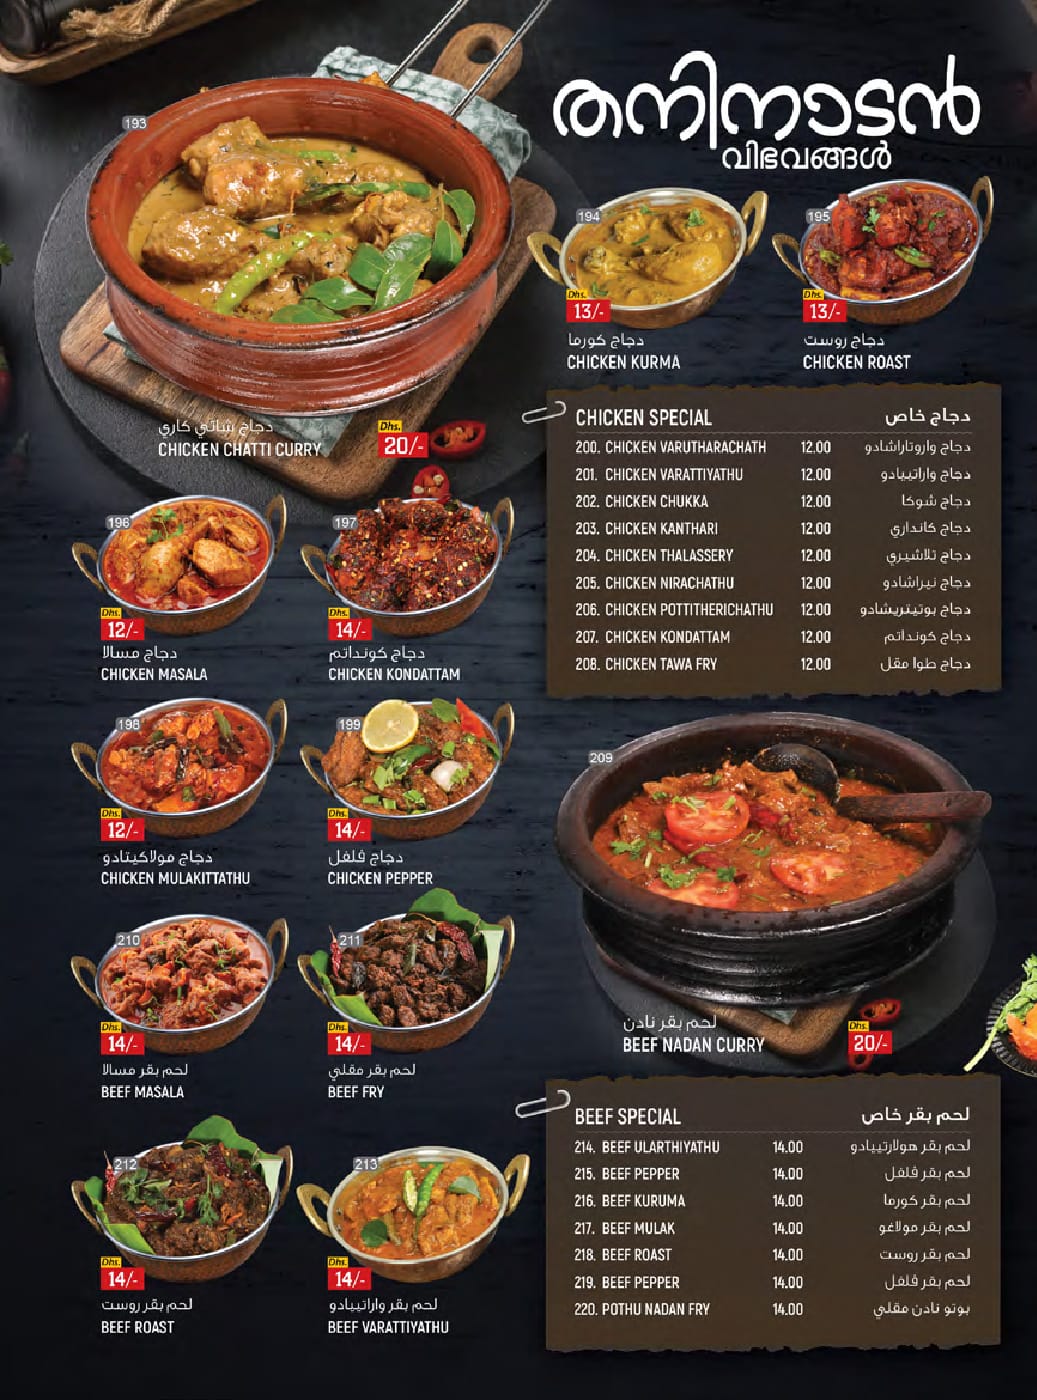 തനിനാടൻ
വിഭവങ്ങൾ
193
دجاج شاتي كاري
CHICKEN CHATTI CURRY
Dhs.
20/-
194
Dhs.
13/-
دجاج كورما
CHICKEN KURMA
195
Dhs.
13/-
دجاج روست
CHICKEN ROAST
196
Dhs.
12/-
دجاج مسالا
CHICKEN MASALA
197
Dhs.
14/-
دجاج كونداتم
CHICKEN KONDATTAM
198
Dhs.
12/-
دجاج مولاكيتادو
CHICKEN MULAKITTATHU
199
Dhs.
14/-
دجاج ڤلفل
CHICKEN PEPPER
CHICKEN SPECIAL دجاج خاص
200. CHICKEN VARUTHARACHATH 12.00 دجاج واروتاراشادو
201. CHICKEN VARATTIYATHU 12.00 دجاج واراتييادو
202. CHICKEN CHUKKA 12.00 دجاج شوكا
203. CHICKEN KANTHARI 12.00 دجاج كانداري
204. CHICKEN THALASSERY 12.00 دجاج تلاشيري
205. CHICKEN NIRACHATHU 12.00 دجاج نيراشادو
206. CHICKEN POTTITHERICHATHU 12.00 دجاج بوتيتريشادو
207. CHICKEN KONDATTAM 12.00 دجاج كونداتم
208. CHICKEN TAWA FRY 12.00 دجاج طوا مقل
209
لحم بقر نادن
BEEF NADAN CURRY
Dhs.
20/-
210
Dhs.
14/-
لحم بقر مسالا
BEEF MASALA
211
Dhs.
14/-
لحم بقر مقلي
BEEF FRY
212
Dhs.
14/-
لحم بقر روست
BEEF ROAST
213
Dhs.
14/-
لحم بقر واراتييادو
BEEF VARATTIYATHU
BEEF SPECIAL لحم بقر خاص
214. BEEF ULARTHIYATHU 14.00 لحم بقر هولارتييادو
215. BEEF PEPPER 14.00 لحم بقر ڤلفل
216. BEEF KURUMA 14.00 لحم بقر كورما
217. BEEF MULAK 14.00 لحم بقر مولاغو
218. BEEF ROAST 14.00 لحم بقر روست
219. BEEF PEPPER 14.00 لحم بقر ڤلفل
220. POTHU NADAN FRY 14.00 بوتو نادن مقلي